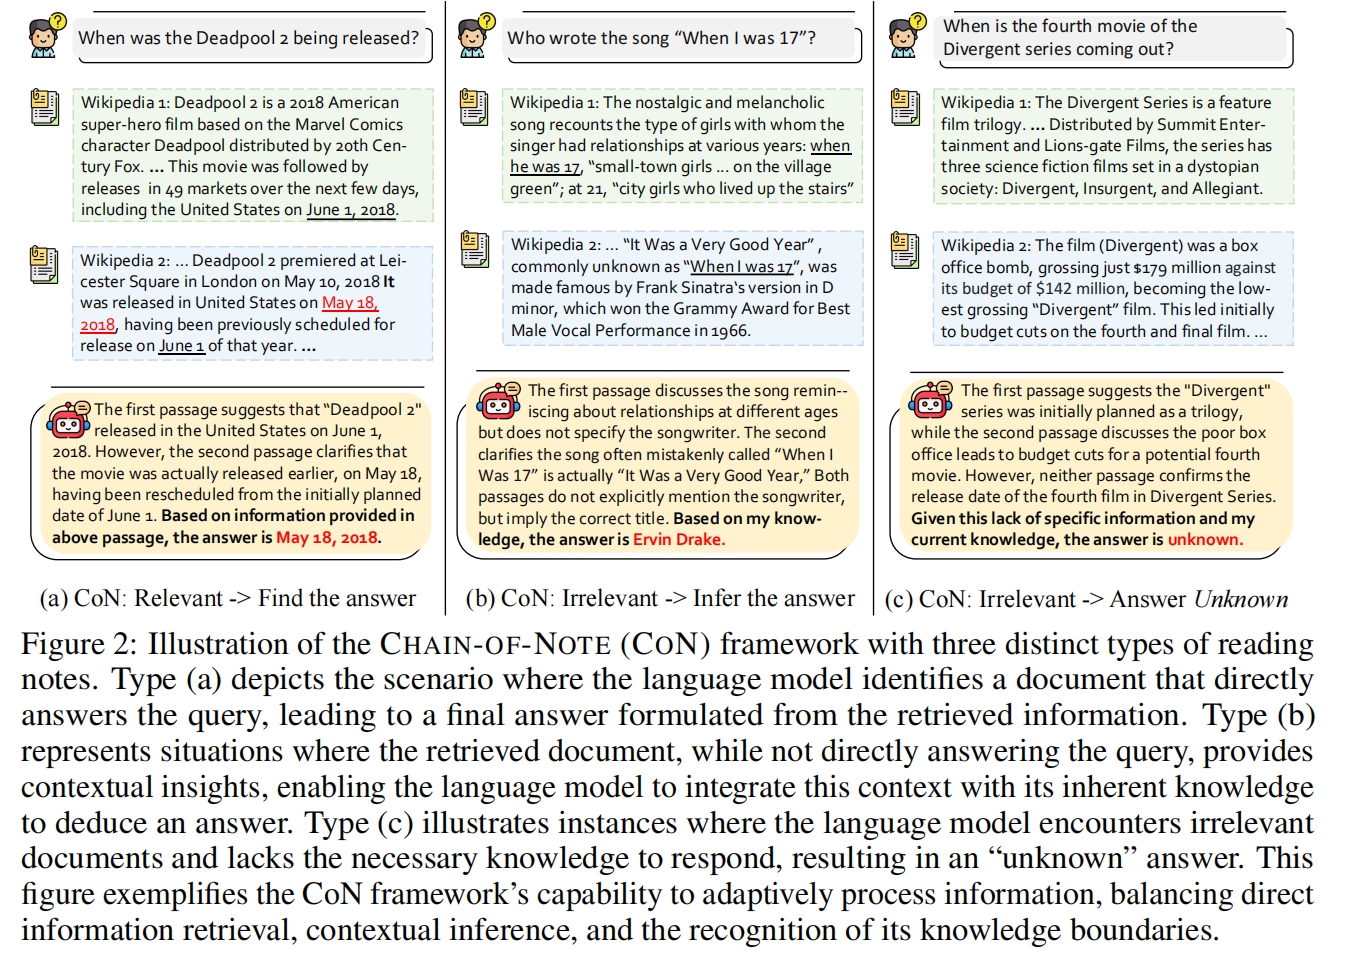 When was the Deadpool 2 being released?
Wikipedia 1: Deadpool 2 is a 2018 American
super-hero film based on the Marvel Comics
character Deadpool distributed by 20th Cen-
tury Fox. ... This movie was followed by
releases in 49 markets over the next few days,
including the United States on June 1, 2018.
Wikipedia 2: ... Deadpool 2 premiered at Lei-
cester Square in London on May 10, 2018 It
was released in United States on May 18,
2018, having been previously scheduled for
release on June 1 of that year. ...
The first passage suggests that “Deadpool 2"
released in the United States on June 1,
2018. However, the second passage clarifies that
the movie was actually released earlier, on May 18,
having been rescheduled from the initially planned
date of June 1. Based on information provided in
above passage, the answer is May 18, 2018.
(a) CoN: Relevant -> Find the answer
Who wrote the song “When I was 17”?
Wikipedia 1: The nostalgic and melancholic
song recounts the type of girls with whom the
singer had relationships at various years: when
he was 17, “small-town girls ... on the village
green”; at 21, “city girls who lived up the stairs”
Wikipedia 2: ... “It Was a Very Good Year” ,
commonly unknown as “When I was 17”, was
made famous by Frank Sinatra‘s version in D
minor, which won the Grammy Award for Best
Male Vocal Performance in 1966.
The first passage discusses the song remin--
iscing about relationships at different ages
but does not specify the songwriter. The second
clarifies the song often mistakenly called “When I
Was 17” is actually “It Was a Very Good Year,” Both
passages do not explicitly mention the songwriter,
but imply the correct title. Based on my know-
ledge, the answer is Ervin Drake.
(b) CoN: Irrelevant -> Infer the answer
When is the fourth movie of the
Divergent series coming out?
Wikipedia 1: The Divergent Series is a feature
film trilogy. ... Distributed by Summit Enter-
tainment and Lions-gate Films, the series has
three science fiction films set in a dystopian
society: Divergent, Insurgent, and Allegiant.
Wikipedia 2: The film (Divergent) was a box
office bomb, grossing just $179 million against
its budget of $142 million, becoming the low-
est grossing “Divergent” film. This led initially
to budget cuts on the fourth and final film. ...
The first passage suggests the "Divergent"
series was initially planned as a trilogy,
while the second passage discusses the poor box
office leads to budget cuts for a potential fourth
movie. However, neither passage confirms the
release date of the fourth film in Divergent Series.
Given this lack of specific information and my
current knowledge, the answer is unknown.
(c) CoN: Irrelevant -> Answer Unknown
Figure 2: Illustration of the CHAIN-OF-NOTE (CON) framework with three distinct types of reading
notes. Type (a) depicts the scenario where the language model identifies a document that directly
answers the query, leading to a final answer formulated from the retrieved information. Type (b)
represents situations where the retrieved document, while not directly answering the query, provides
contextual insights, enabling the language model to integrate this context with its inherent knowledge
to deduce an answer. Type (c) illustrates instances where the language model encounters irrelevant
documents and lacks the necessary knowledge to respond, resulting in an “unknown” answer. This
figure exemplifies the CON framework’s capability to adaptively process information, balancing direct
information retrieval, contextual inference, and the recognition of its knowledge boundaries.